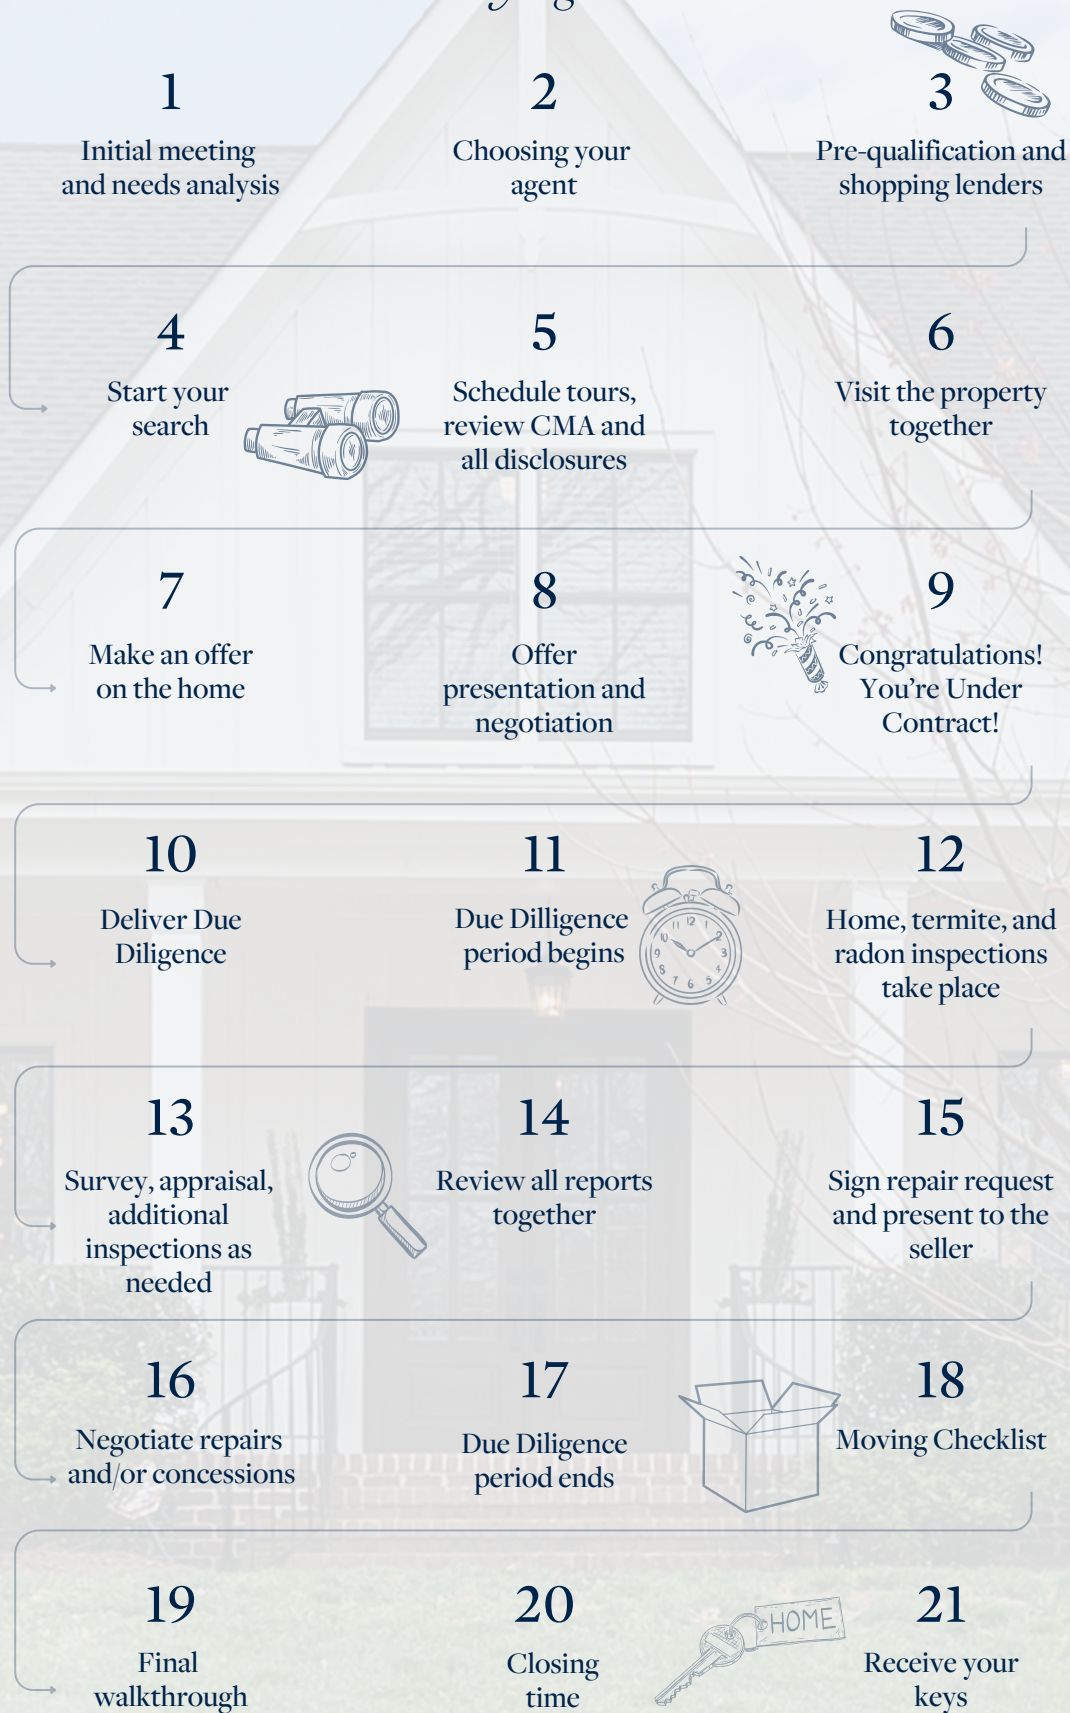 1
Initial meeting
and needs analysis
2
Choosing your
agent
3
Pre-qualification and
shopping lenders
4
Start your
search
5
Schedule tours,
review CMA and
all disclosures
6
Visit the property
together
7
Make an offer
on the home
8
Offer
presentation and
negotiation
9
Congratulations!
You're Under
Contract!
10
Deliver Due
Diligence
11
Due Dilligence
period begins
12
Home, termite, and
radon inspections
take place
13
Survey, appraisal,
additional
inspections as
needed
14
Review all reports
together
15
Sign repair request
and present to the
seller
16
Negotiate repairs
and/or concessions
17
Due Diligence
period ends
18
Moving Checklist
19
Final
walkthrough
20
Closing
time
HOME
21
Receive your
keys